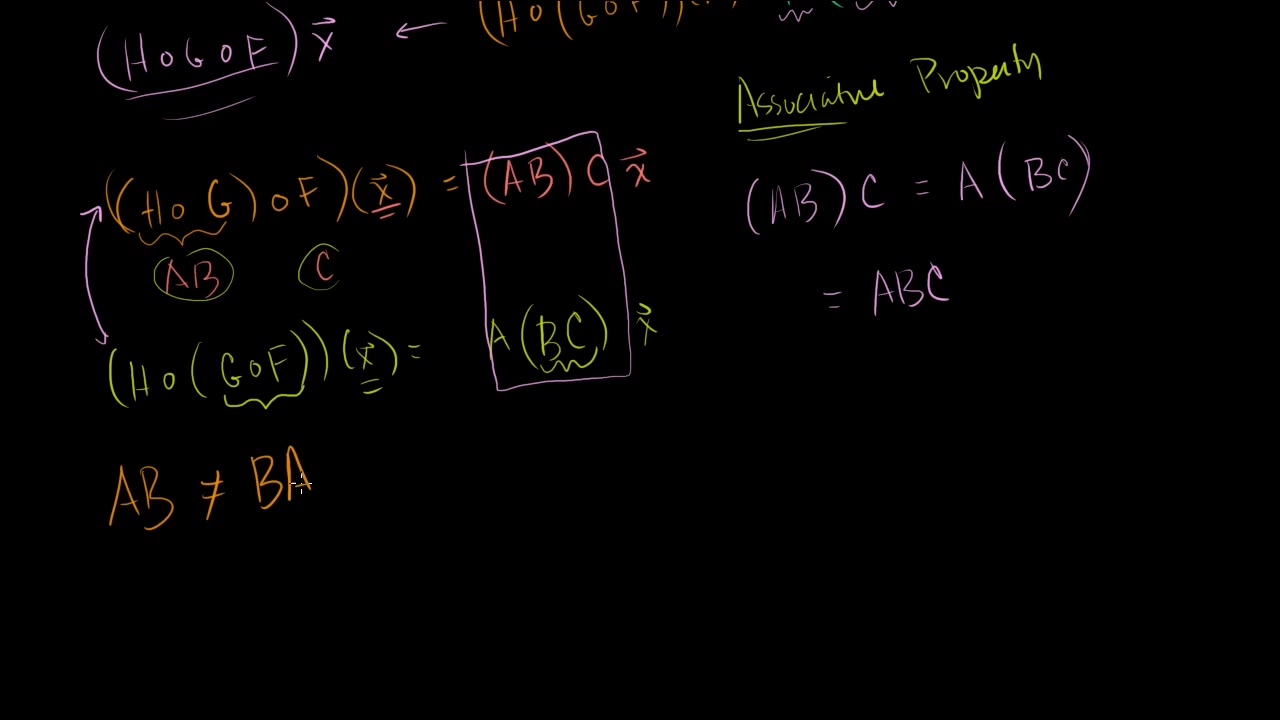 (H∘G∘F) x⃗ ← (H∘(G∘F))
Associative Property
((H∘G)∘F)(x⃗) = (AB)C x⃗
(AB)C = A(BC)
AB C
= ABC
(H∘(G∘F))(x⃗) = A(BC) x⃗
AB ≠ BA